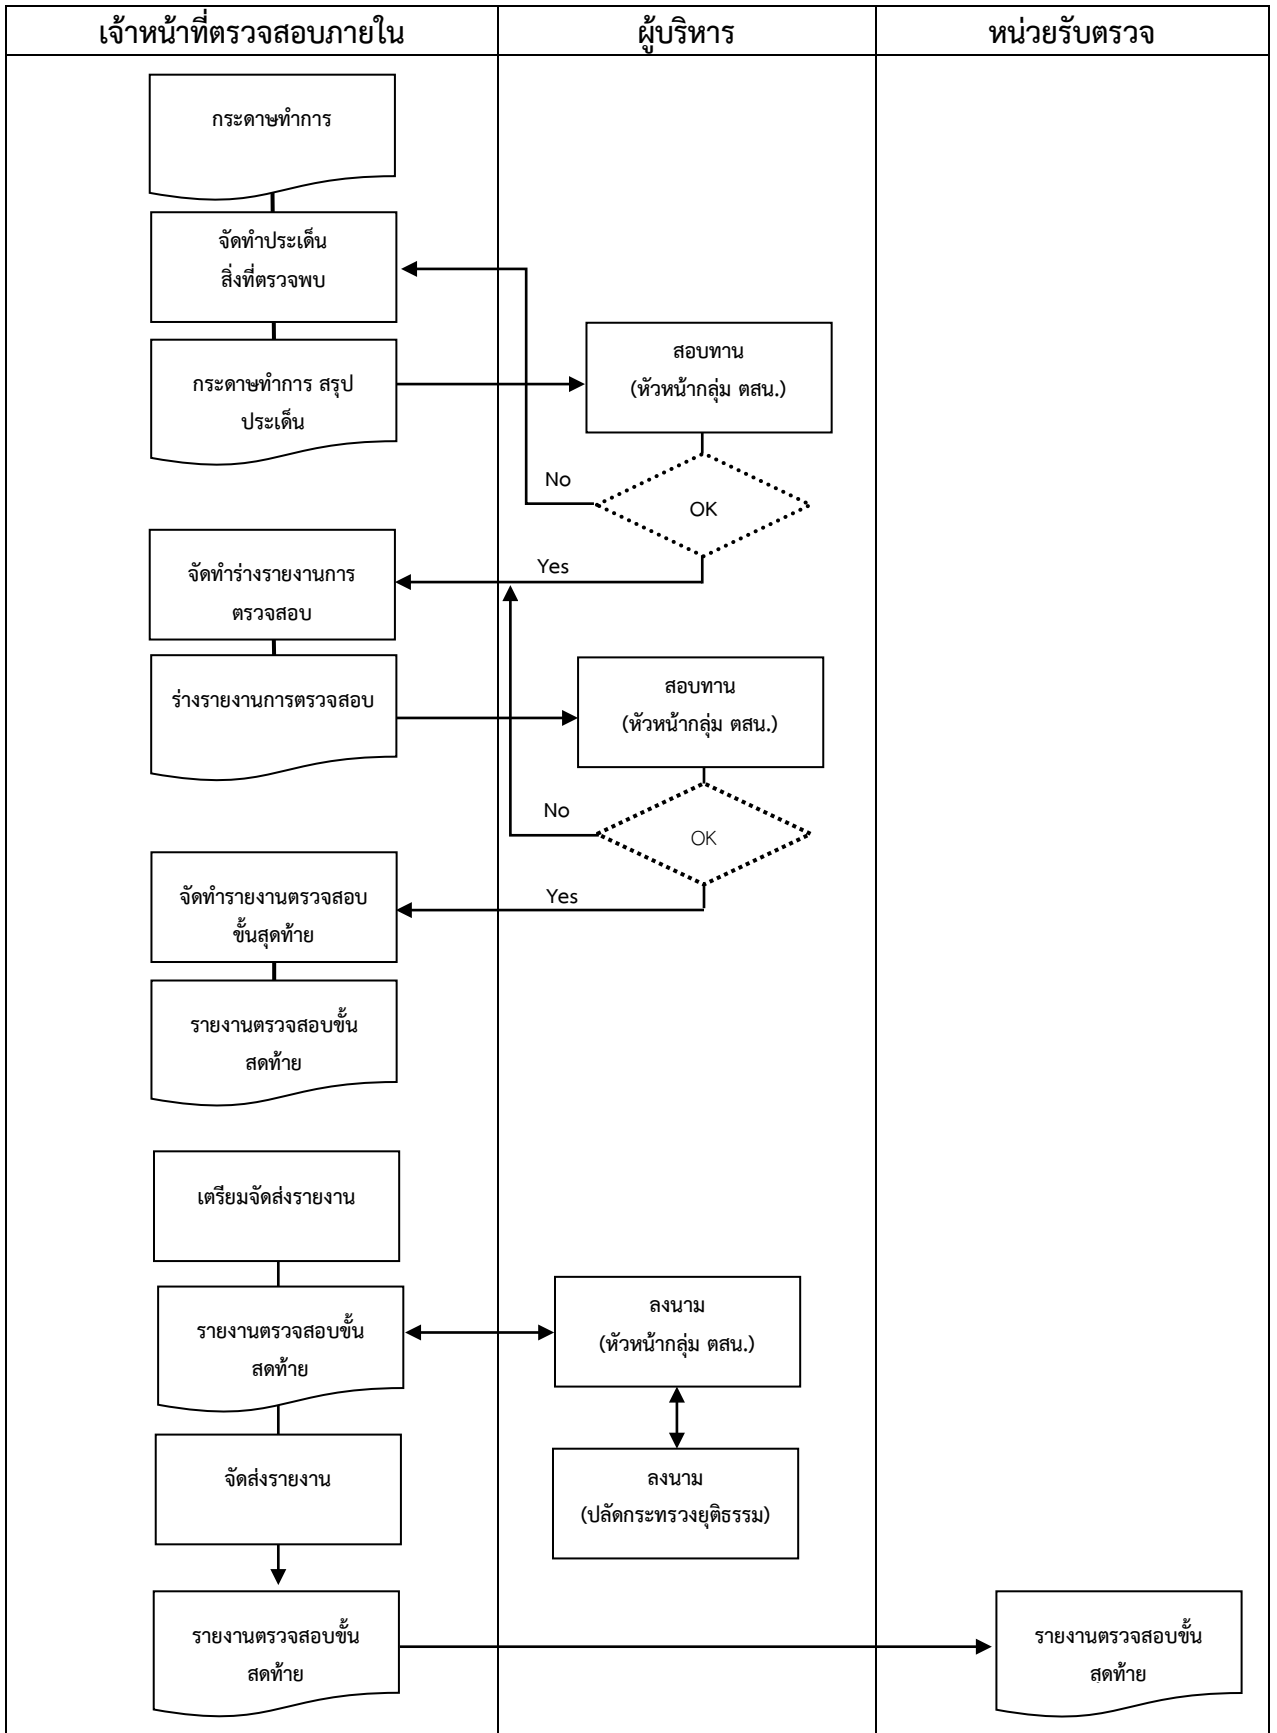 เจ้าหน้าที่ตรวจสอบภายใน
ผู้บริหาร
หน่วยรับตรวจ
กระดาษทำการ
จัดทำประเด็น
สิ่งที่ตรวจพบ
กระดาษทำการ สรุป
ประเด็น
สอบทาน
(หัวหน้ากลุ่ม ตสน.)
No
OK
Yes
จัดทำร่างรายงานการ
ตรวจสอบ
ร่างรายงานการตรวจสอบ
สอบทาน
(หัวหน้ากลุ่ม ตสน.)
No
OK
Yes
จัดทำรายงานตรวจสอบ
ขั้นสุดท้าย
รายงานตรวจสอบขั้น
สดท้าย
เตรียมจัดส่งรายงาน
รายงานตรวจสอบขั้น
สดท้าย
ลงนาม
(หัวหน้ากลุ่ม ตสน.)
จัดส่งรายงาน
ลงนาม
(ปลัดกระทรวงยุติธรรม)
รายงานตรวจสอบขั้น
สดท้าย
รายงานตรวจสอบขั้น
สุดท้าย